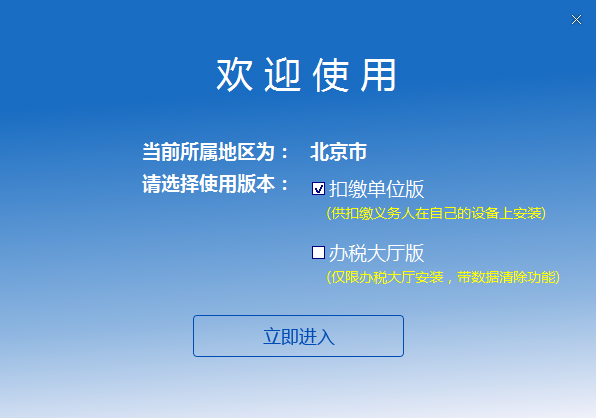 欢迎使用
当前所属地区为： 北京市
请选择使用版本： 扣缴单位版
(供扣缴义务人在自己的设备上安装)
办税大厅版
(仅限办税大厅安装，带数据清除功能)
立即进入